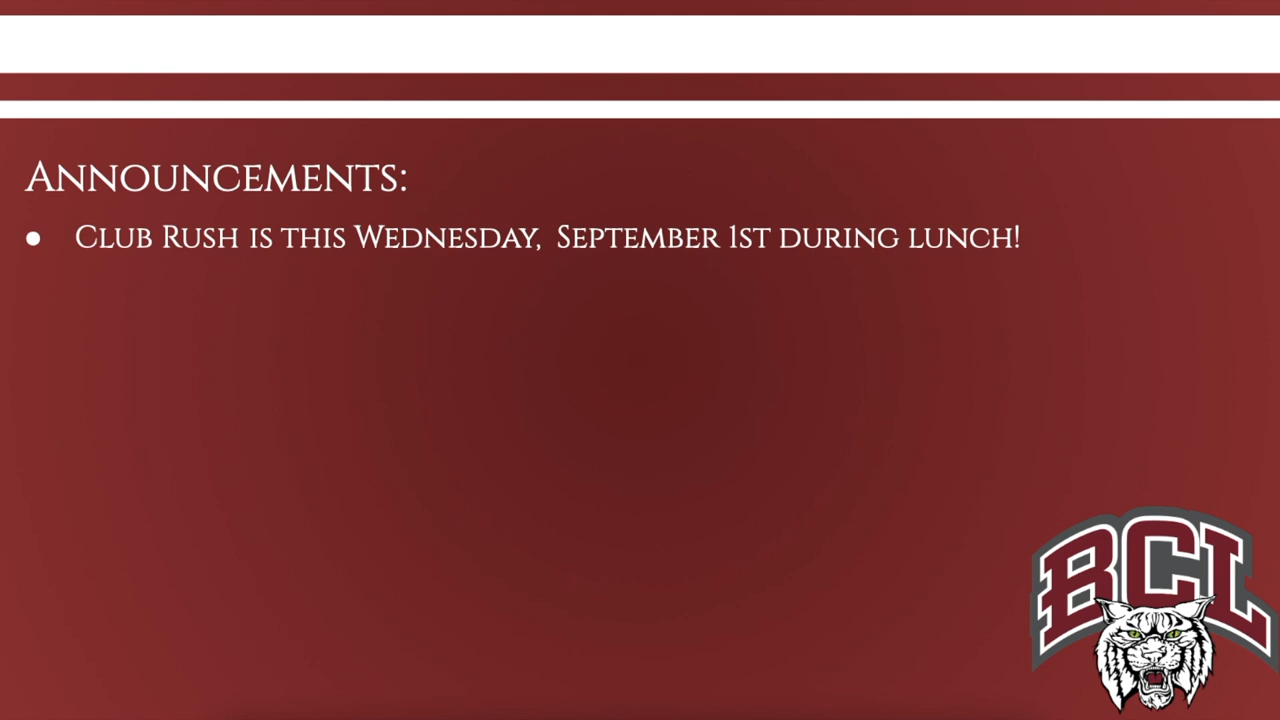 Announcements:
● Club Rush is this Wednesday, September 1st during lunch!
BCL